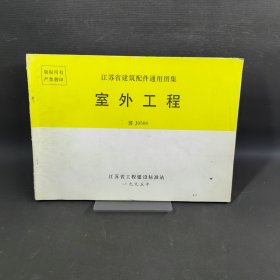 版权所有
严禁翻印
江苏省建筑配件通用图集
室外工程
苏 J9508
江苏省工程建设标准站
一九九五年